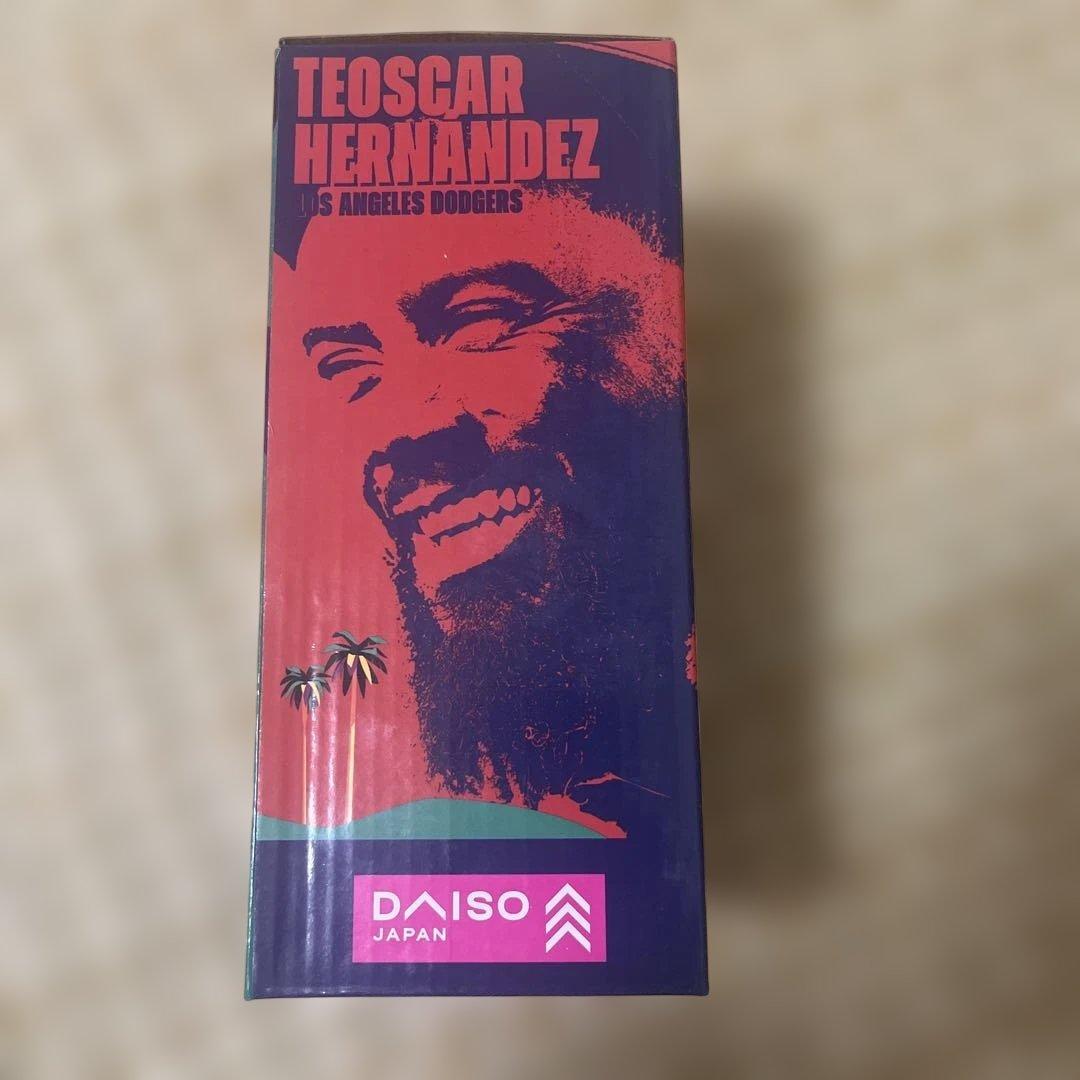 TEOSCAR
HERNÁNDEZ
LOS ANGELES DODGERS
DAISO
JAPAN